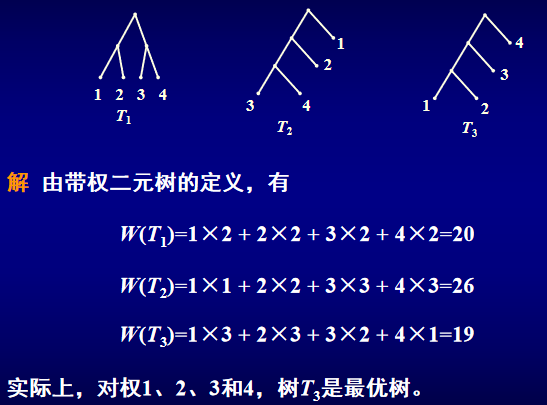 1 2 3 4
T₁
1
2
3 4
T₂
4
3
1 2
T₃
解 由带权二元树的定义，有
W(T₁)=1×2 + 2×2 + 3×2 + 4×2=20
W(T₂)=1×1 + 2×2 + 3×3 + 4×3=26
W(T₃)=1×3 + 2×3 + 3×2 + 4×1=19
实际上，对权1、2、3和4，树T₃是最优树。